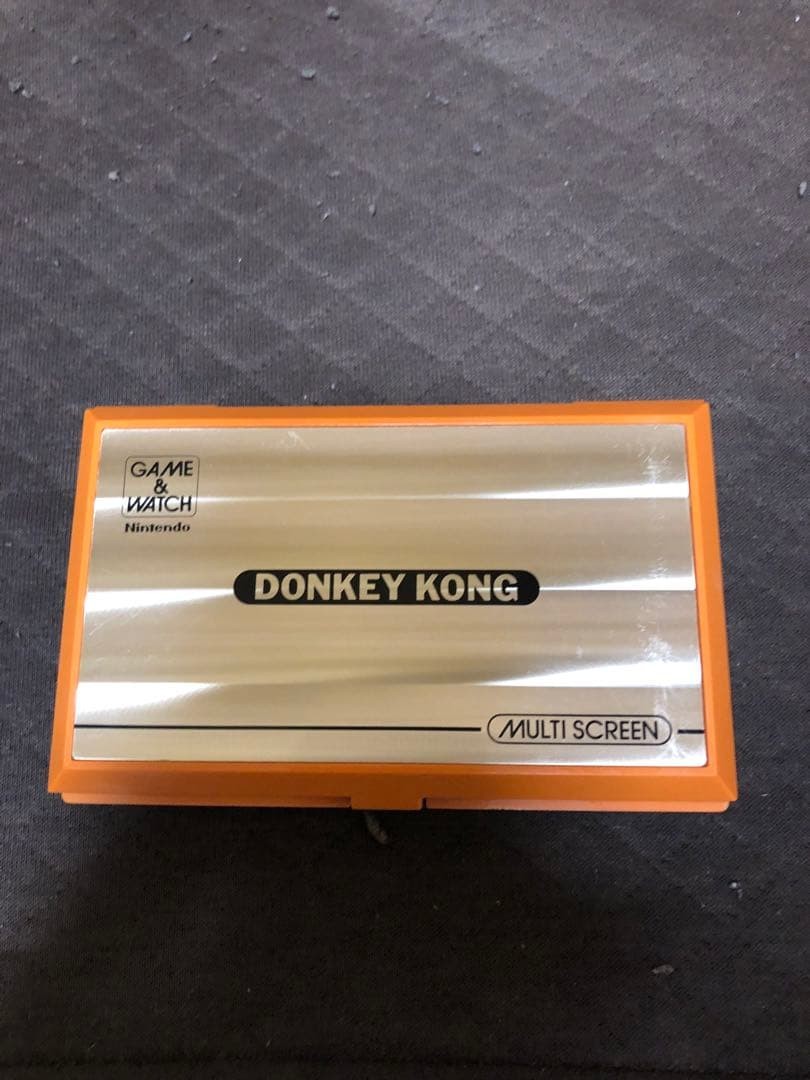 GAME
&
WATCH
Nintendo
DONKEY KONG
MULTI SCREEN